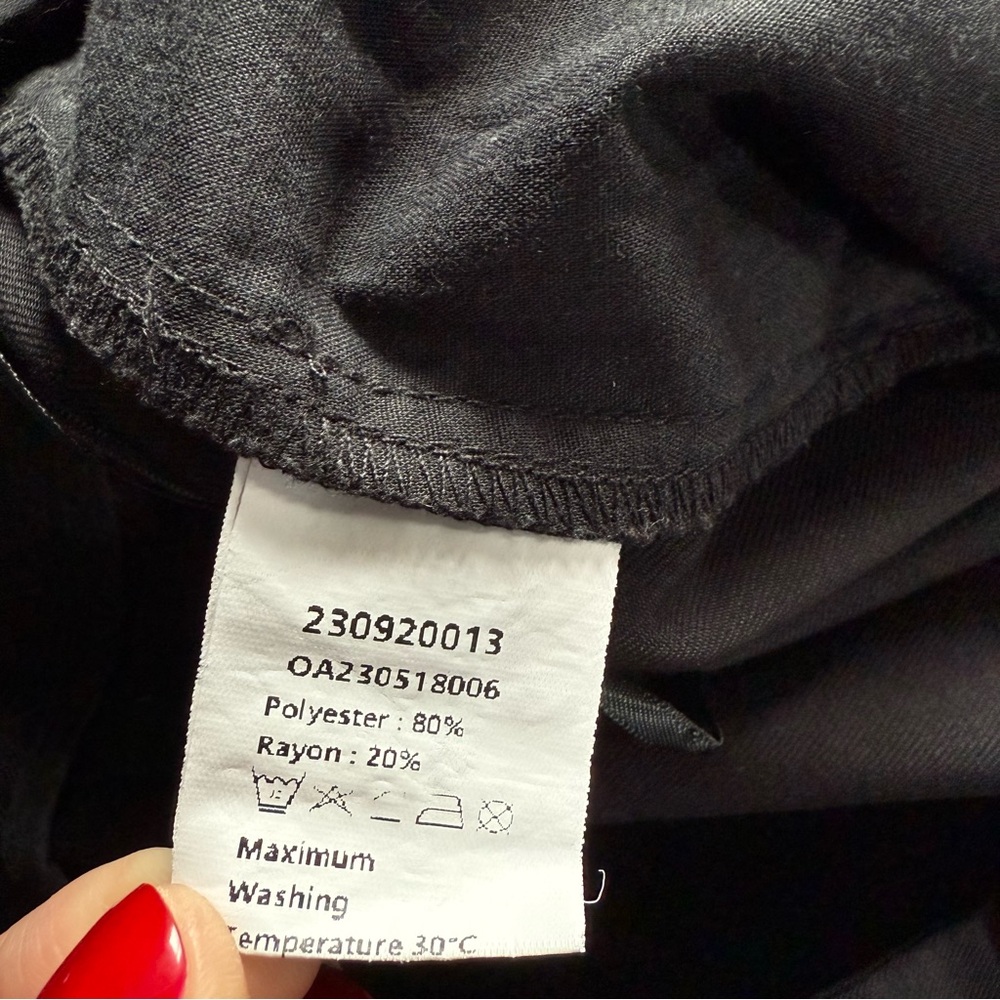 230920013
OA230518006
Polyester : 80%
Rayon : 20%
Maximum
Washing
Temperature 30°C